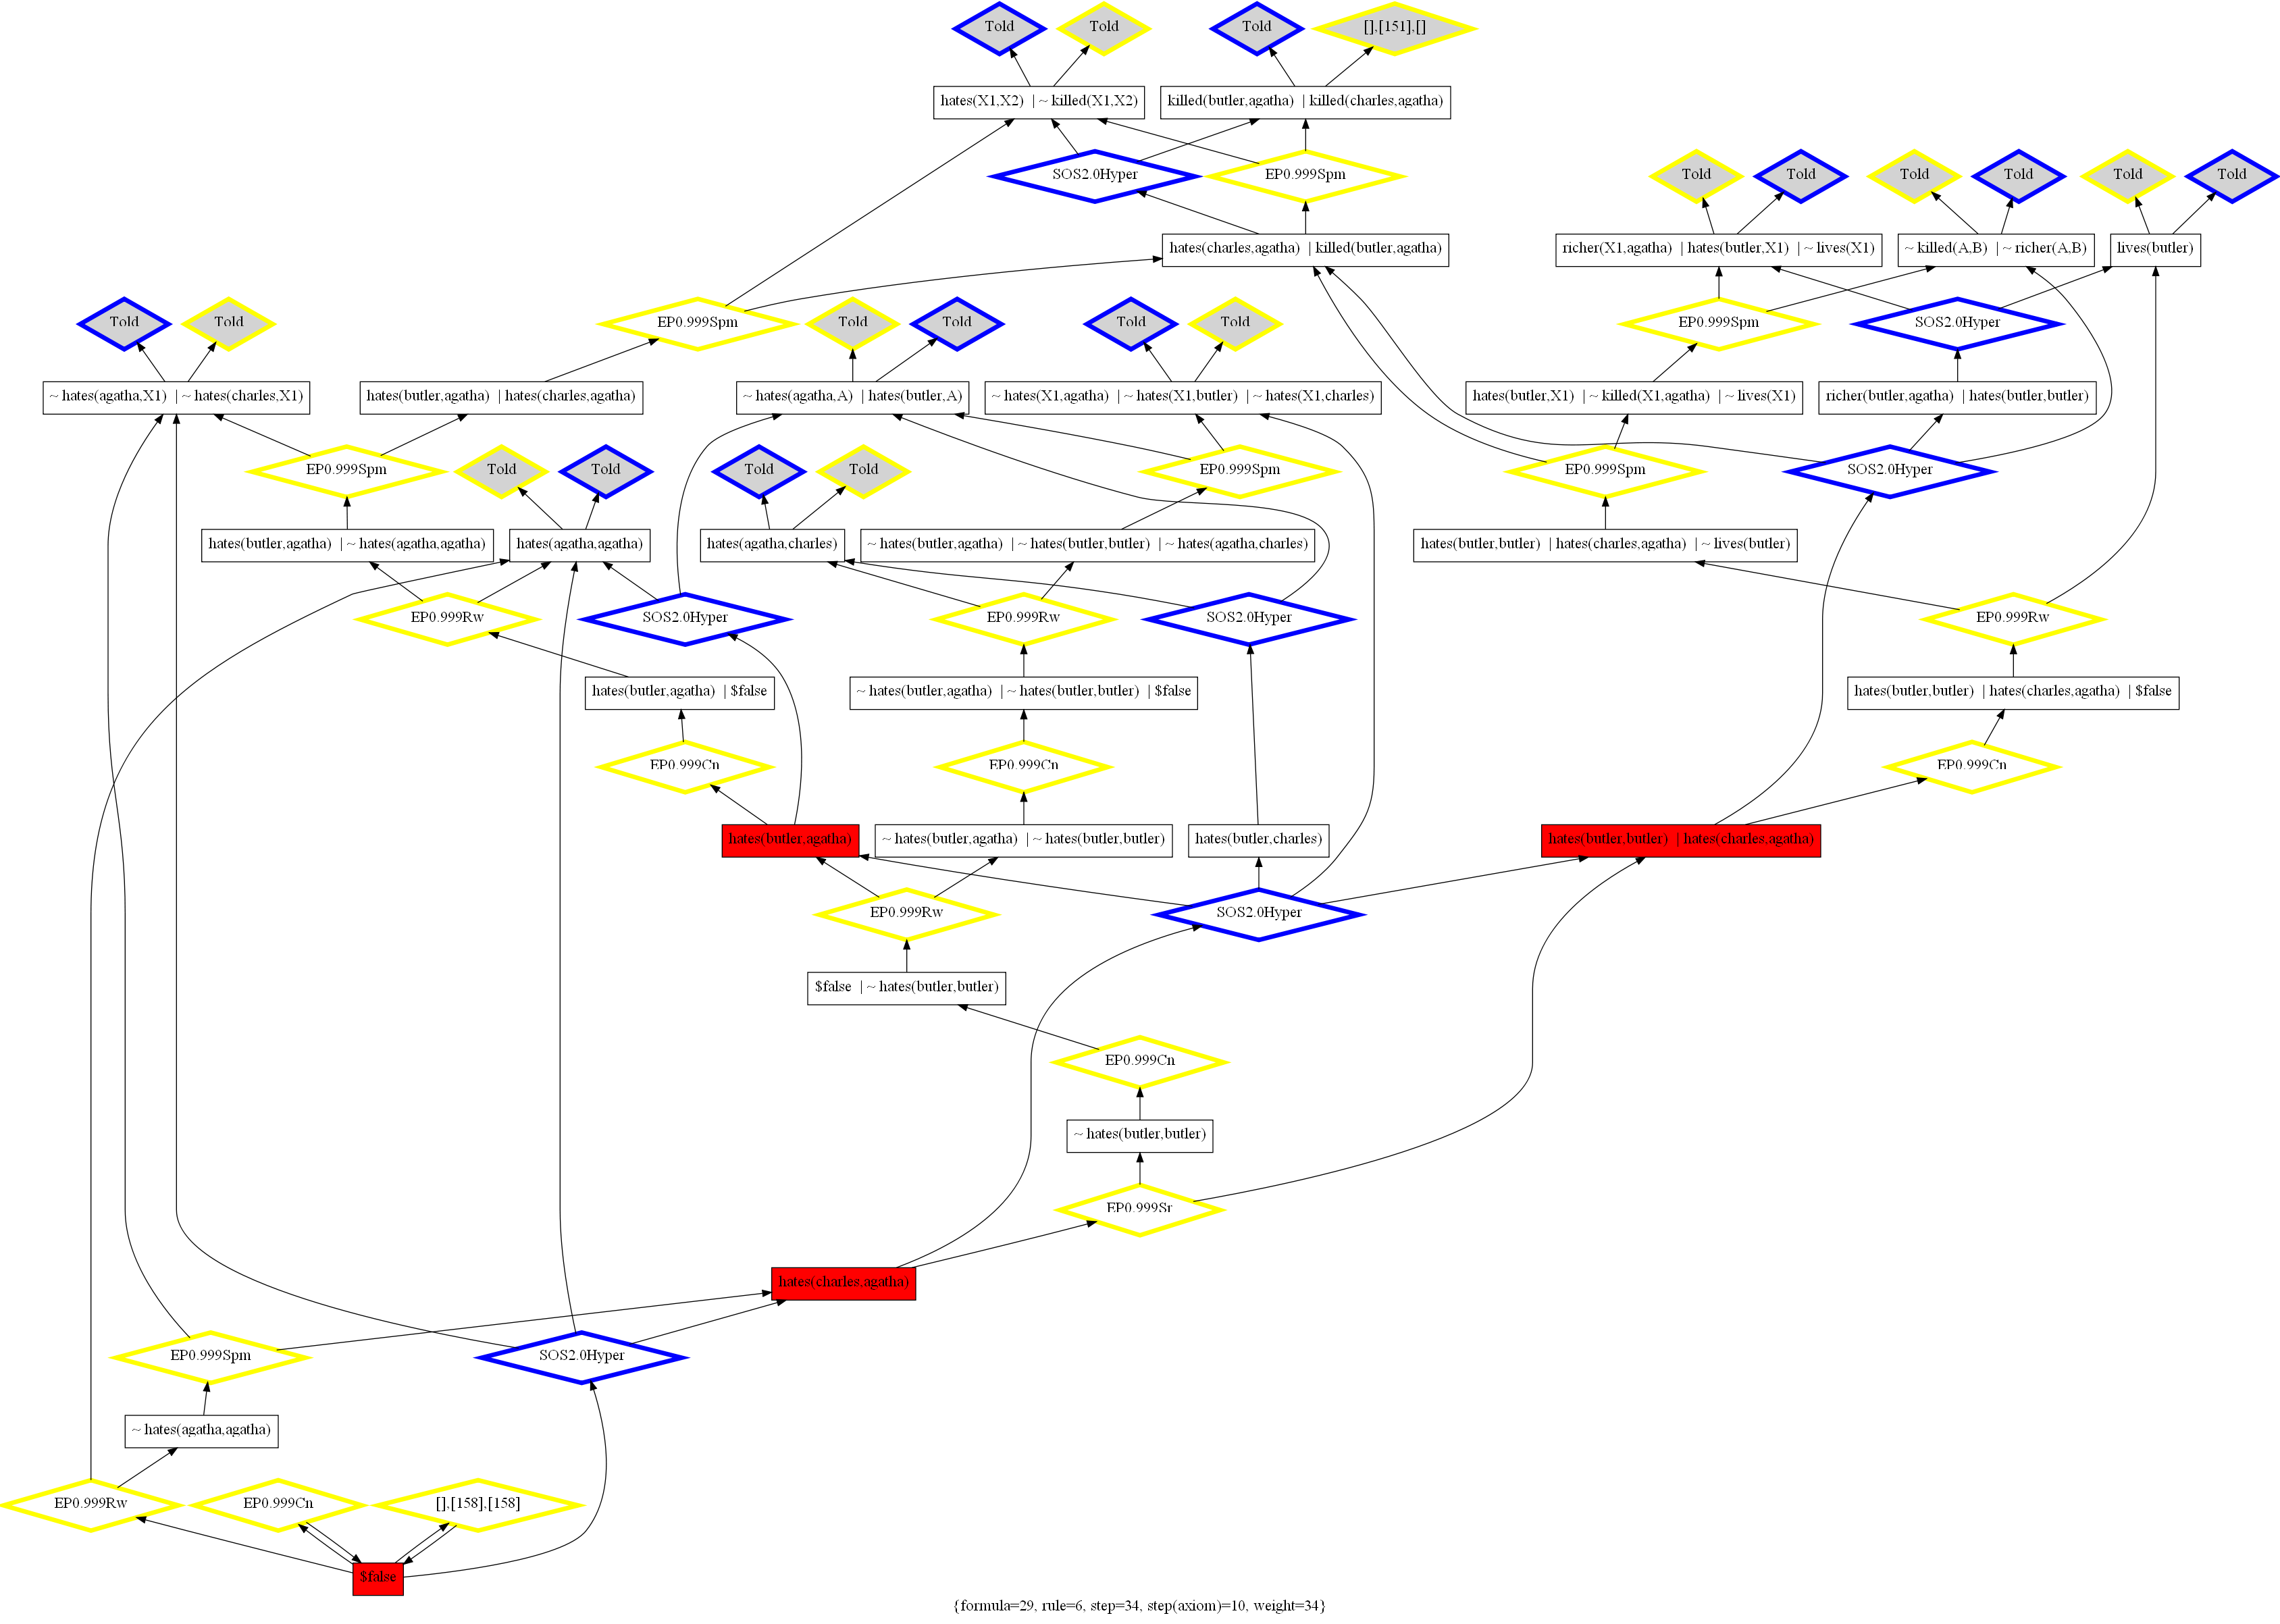 Told
Told
Told
[],[151],[]
hates(X1,X2) | ~ killed(X1,X2)
killed(butler,agatha) | killed(charles,agatha)
SOS2.0Hyper
EP0.999Spm
Told
Told
Told
Told
Told
Told
hates(charles,agatha) | killed(butler,agatha)
richer(X1,agatha) | hates(butler,X1) | ~ lives(X1)
~ killed(A,B) | ~ richer(A,B)
lives(butler)
Told
Told
EP0.999Spm
Told
Told
Told
Told
EP0.999Spm
SOS2.0Hyper
~ hates(agatha,X1) | ~ hates(charles,X1)
hates(butler,agatha) | hates(charles,agatha)
~ hates(agatha,A) | hates(butler,A)
~ hates(X1,agatha) | ~ hates(X1,butler) | ~ hates(X1,charles)
hates(butler,X1) | ~ killed(X1,agatha) | ~ lives(X1)
richer(butler,agatha) | hates(butler,butler)
EP0.999Spm
Told
Told
Told
Told
EP0.999Spm
EP0.999Spm
SOS2.0Hyper
hates(butler,agatha) | ~ hates(agatha,agatha)
hates(agatha,agatha)
hates(agatha,charles)
~ hates(butler,agatha) | ~ hates(butler,butler) | ~ hates(agatha,charles)
hates(butler,butler) | hates(charles,agatha) | ~ lives(butler)
EP0.999Rw
SOS2.0Hyper
EP0.999Rw
SOS2.0Hyper
EP0.999Rw
hates(butler,agatha) | $false
~ hates(butler,agatha) | ~ hates(butler,butler) | $false
hates(butler,butler) | hates(charles,agatha) | $false
EP0.999Cn
EP0.999Cn
EP0.999Cn
hates(butler,agatha)
~ hates(butler,agatha) | ~ hates(butler,butler)
hates(butler,charles)
hates(butler,butler) | hates(charles,agatha)
EP0.999Rw
SOS2.0Hyper
$false | ~ hates(butler,butler)
EP0.999Cn
~ hates(butler,butler)
EP0.999Sr
hates(charles,agatha)
EP0.999Spm
SOS2.0Hyper
~ hates(agatha,agatha)
EP0.999Rw
EP0.999Cn
[],[158],[158]
$false
{formula=29, rule=6, step=34, step(axiom)=10, weight=34}